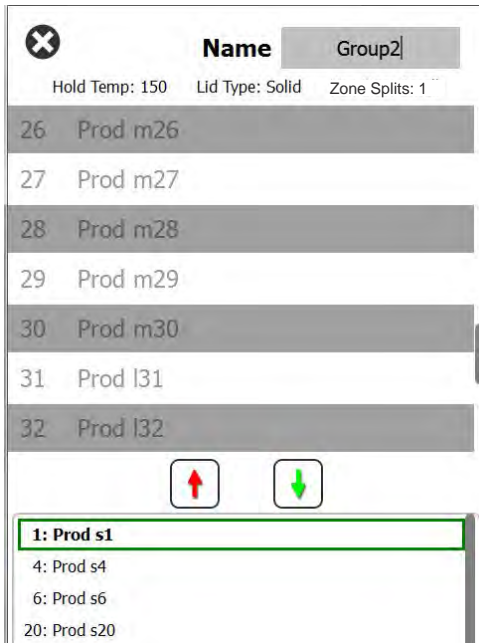 Name Group2
Hold Temp: 150 Lid Type: Solid Zone Splits: 1
26 Prod m26
27 Prod m27
28 Prod m28
29 Prod m29
30 Prod m30
31 Prod l31
32 Prod l32
1: Prod s1
4: Prod s4
6: Prod s6
20: Prod s20